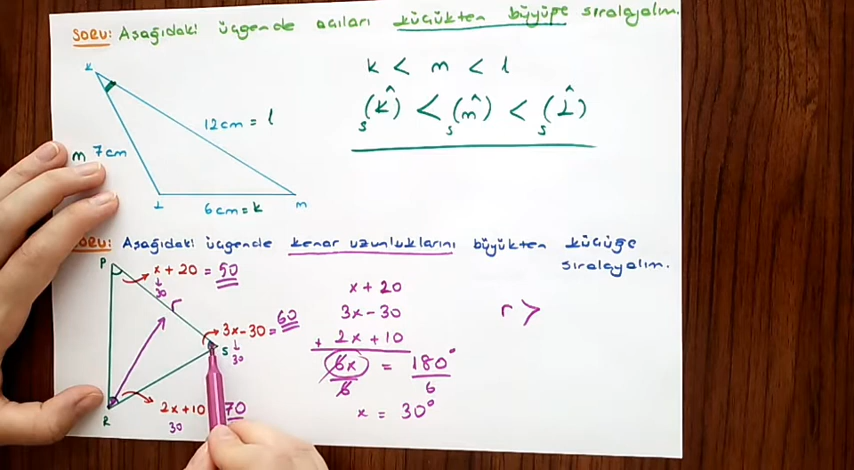 SORU: Aşağıdaki üçgende açıları küçükten büyüğe sıralayalım.
K
12cm = l
m 7cm
L
6cm = k
M
k < m < l
s(K̂) < s(m̂) < s(L̂)
SORU: Aşağıdaki üçgende kenar uzunluklarını büyükten küçüğe
sıralayalım.
P
x + 20 = 50
30
r
3x - 30 = 60
S
30
2x + 10 70
30
R
x + 20
3x - 30
+ 2x + 10
6x = 180°
6 6
x = 30°
r >